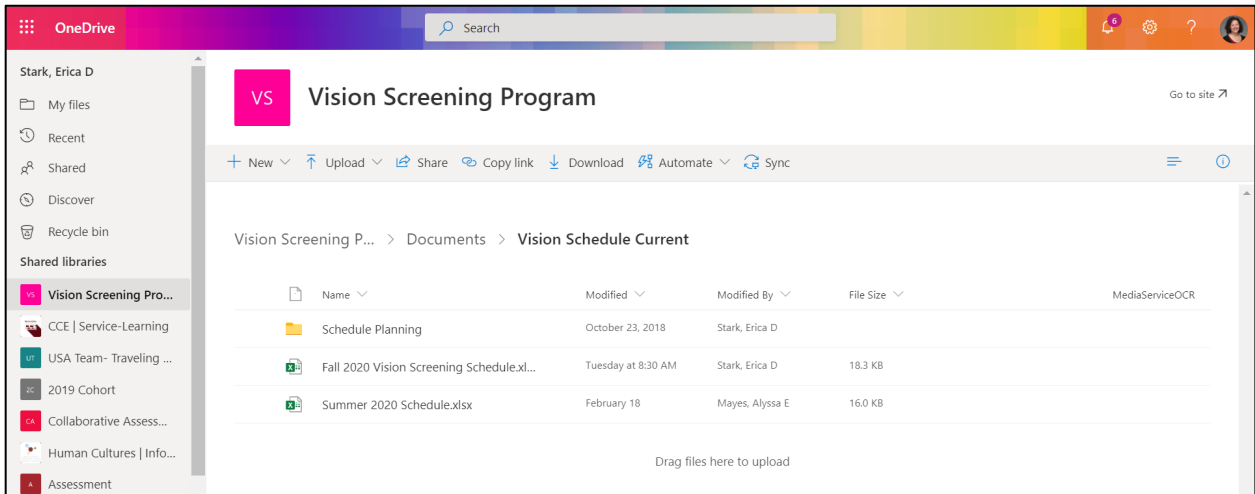 OneDrive
Search
6
?
Stark, Erica D
My files
Recent
Shared
Discover
Recycle bin
Shared libraries
VS Vision Screening Pro...
CCE | Service-Learning
UT USA Team- Traveling ...
2C 2019 Cohort
CA Collaborative Assess...
Human Cultures | Info...
A Assessment
VS Vision Screening Program
Go to site
New Upload Share Copy link Download Automate Sync
Vision Screening P... > Documents > Vision Schedule Current
Name Modified Modified By File Size MediaServiceOCR
Schedule Planning October 23, 2018 Stark, Erica D
Fall 2020 Vision Screening Schedule.xl... Tuesday at 8:30 AM Stark, Erica D 18.3 KB
Summer 2020 Schedule.xlsx February 18 Mayes, Alyssa E 16.0 KB
Drag files here to upload